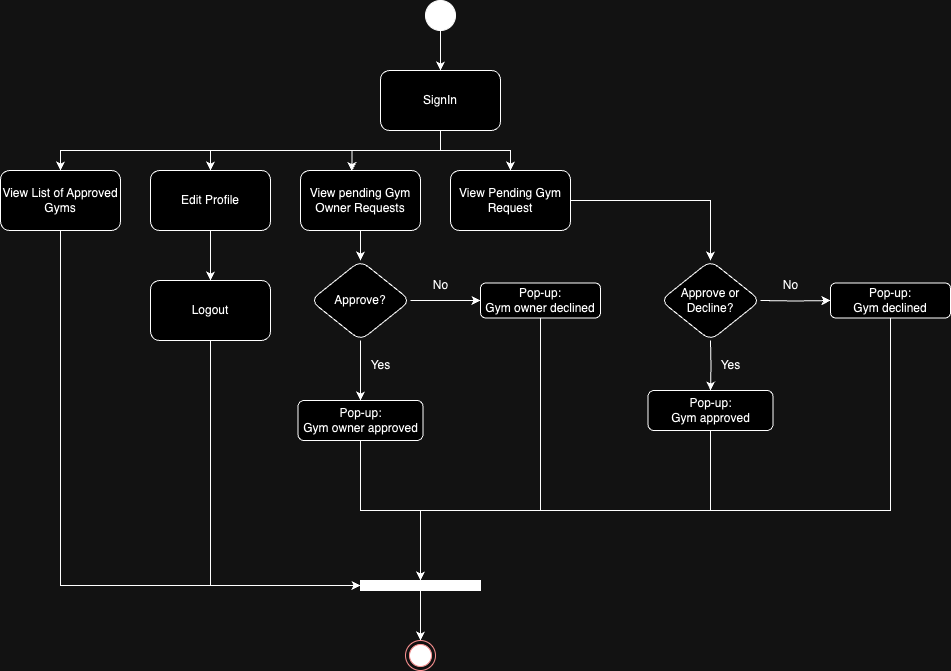 SignIn
View List of Approved
Gyms
Edit Profile
View pending Gym
Owner Requests
View Pending Gym
Request
Logout
Approve?
No
Pop-up:
Gym owner declined
Approve or
Decline?
No
Pop-up:
Gym declined
Yes
Pop-up:
Gym owner approved
Yes
Pop-up:
Gym approved